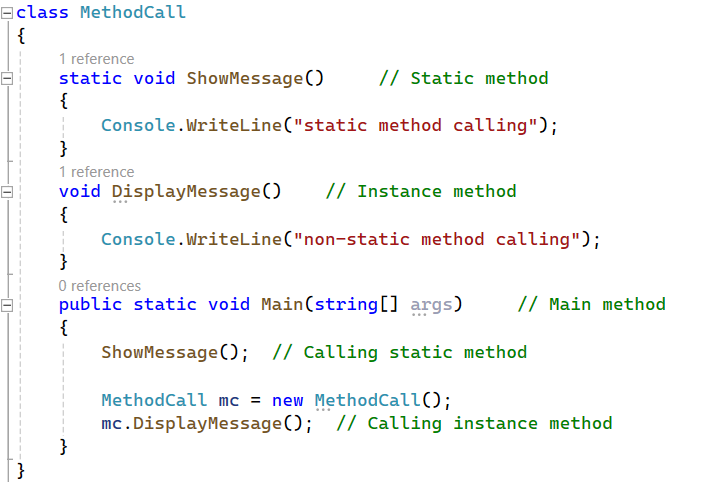 class MethodCall
{
1 reference
static void ShowMessage()     // Static method
{
Console.WriteLine("static method calling");
}
1 reference
void DisplayMessage()    // Instance method
{
Console.WriteLine("non-static method calling");
}
0 references
public static void Main(string[] args)     // Main method
{
ShowMessage();  // Calling static method
MethodCall mc = new MethodCall();
mc.DisplayMessage();  // Calling instance method
}
}